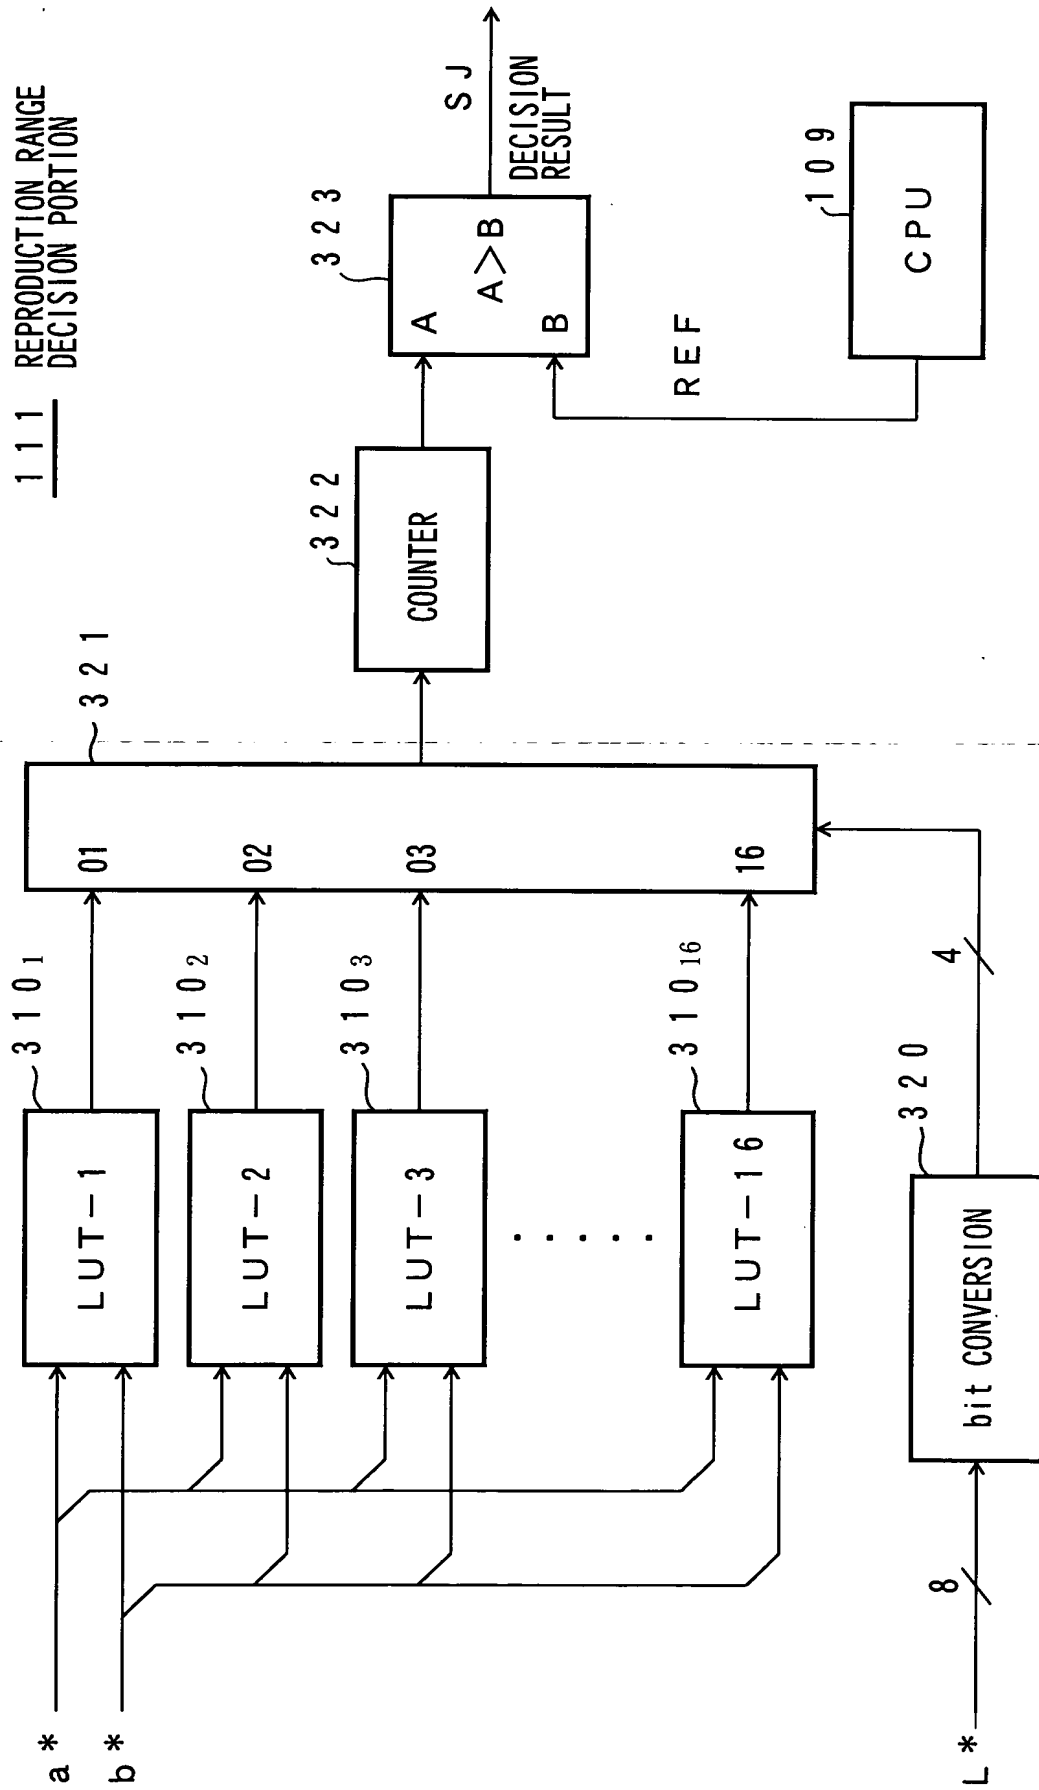 111 REPRODUCTION RANGE
DECISION PORTION
a*
b*
L*
LUT-1
310₁
LUT-2
310₂
LUT-3
310₃
. . . . .
LUT-16
310₁₆
8
bit CONVERSION
320
4
01
02
03
16
321
COUNTER
322
A
B
A>B
323
SJ
DECISION
RESULT
REF
CPU
109